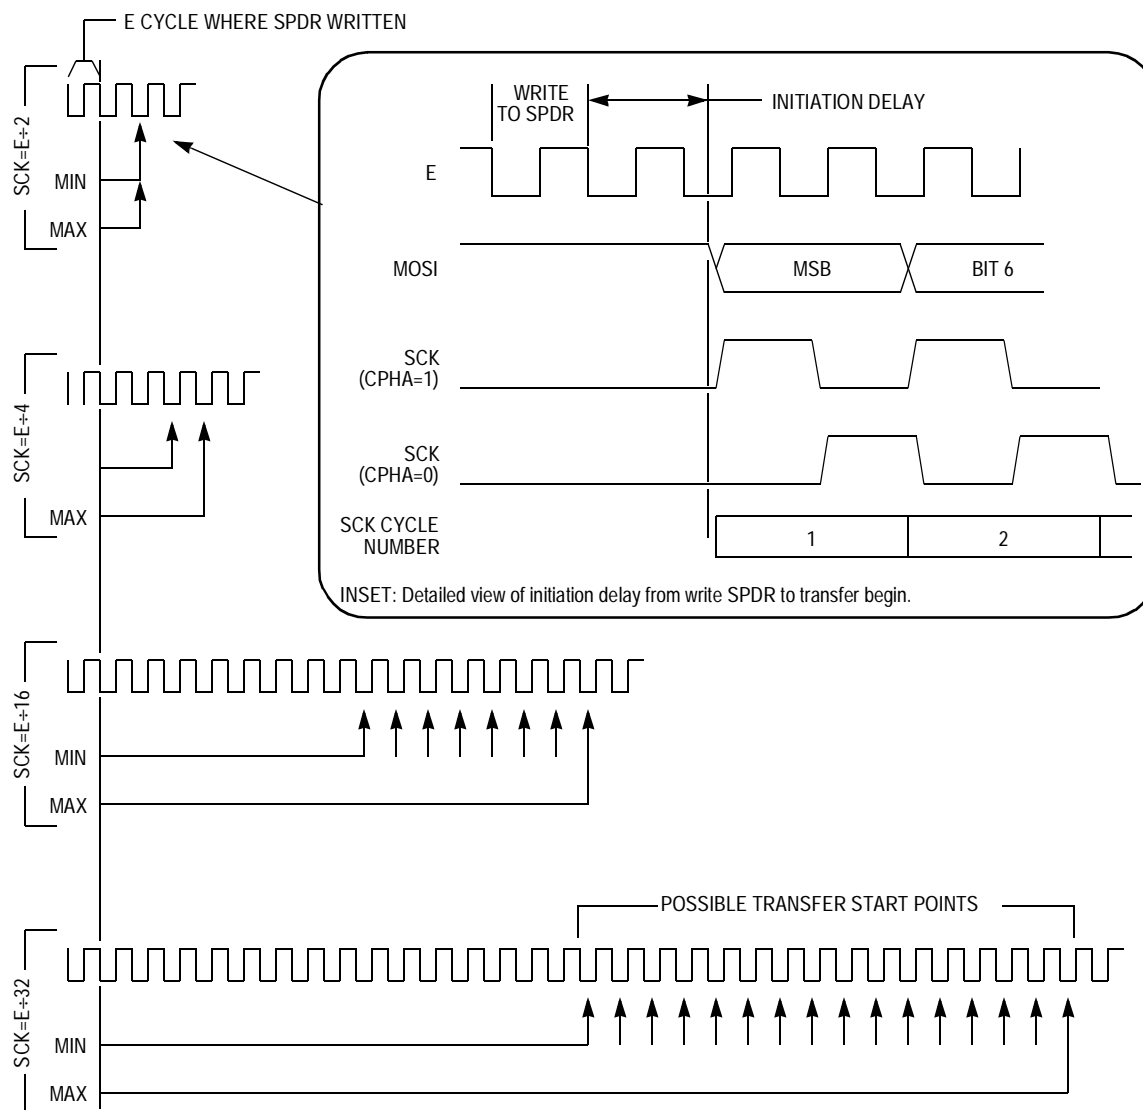 E CYCLE WHERE SPDR WRITTEN
SCK=E÷2
MIN
MAX
WRITE
TO SPDR
INITIATION DELAY
E
MOSI
MSB
BIT 6
SCK
(CPHA=1)
SCK
(CPHA=0)
SCK CYCLE
NUMBER
1
2
INSET: Detailed view of initiation delay from write SPDR to transfer begin.
SCK=E÷4
MAX
SCK=E÷16
MIN
MAX
POSSIBLE TRANSFER START POINTS
SCK=E÷32
MIN
MAX